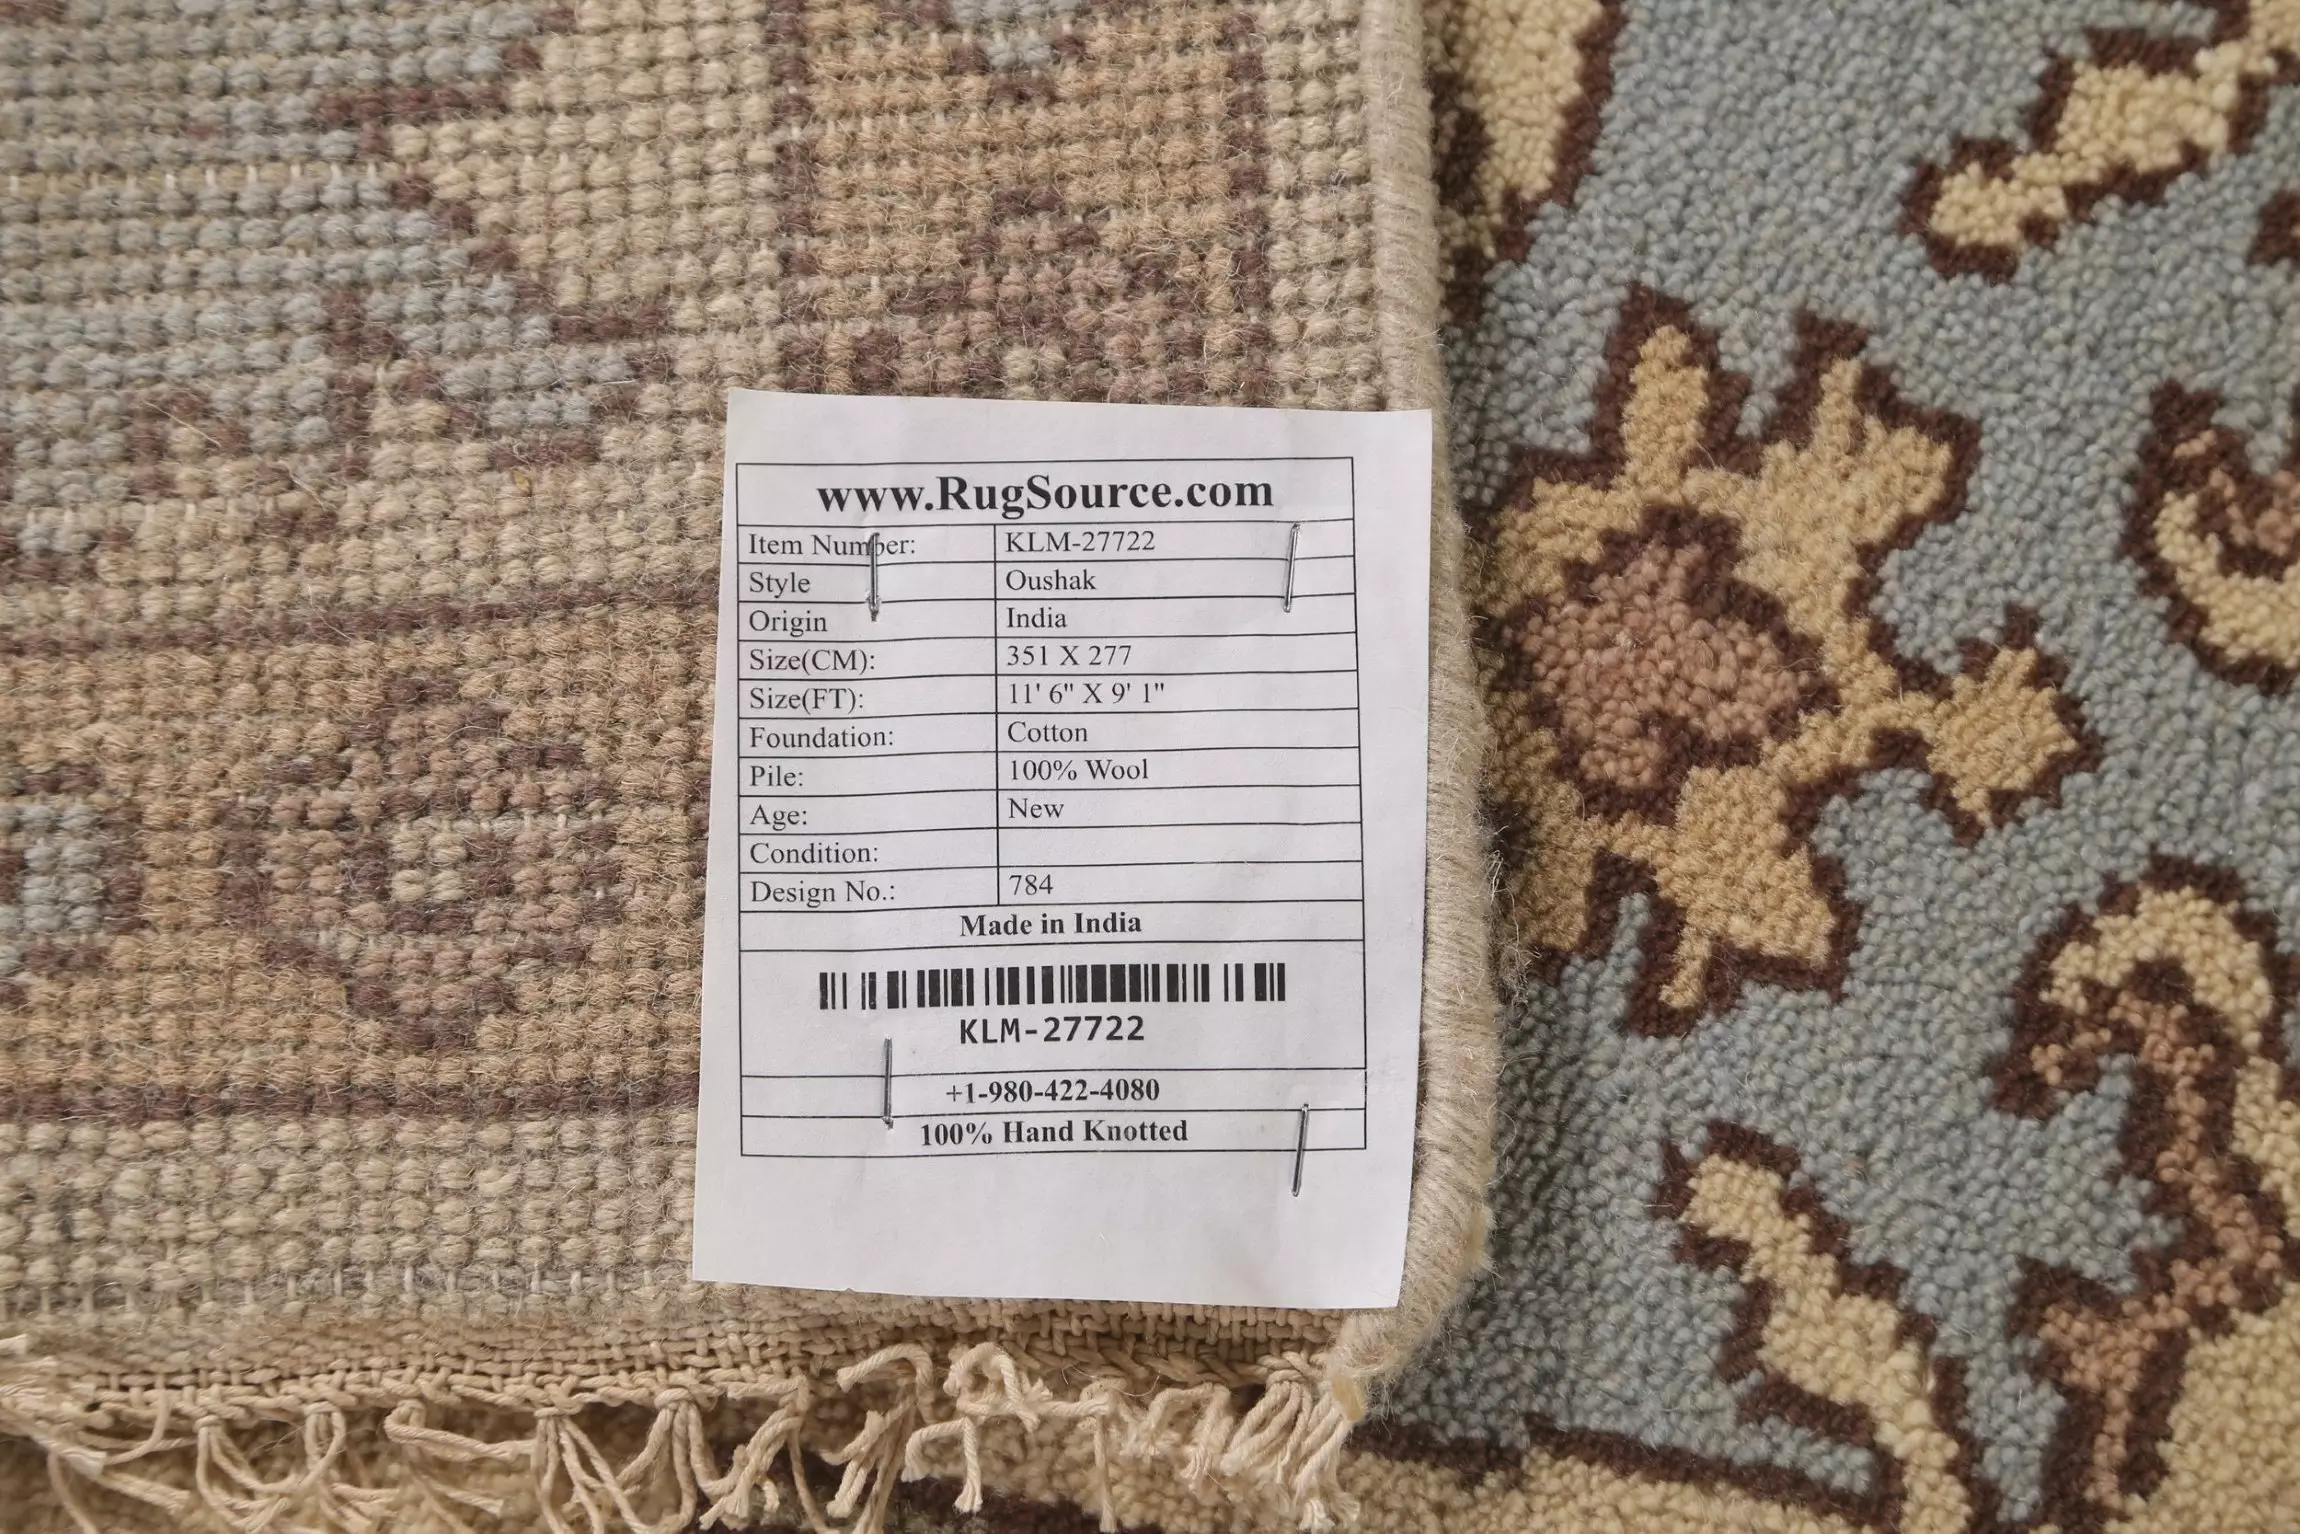 www.RugSource.com
Item Number: KLM-27722
Style Oushak
Origin India
Size(CM): 351 X 277
Size(FT): 11' 6" X 9' 1"
Foundation: Cotton
Pile: 100% Wool
Age: New
Condition:
Design No.: 784
Made in India
KLM-27722
+1-980-422-4080
100% Hand Knotted